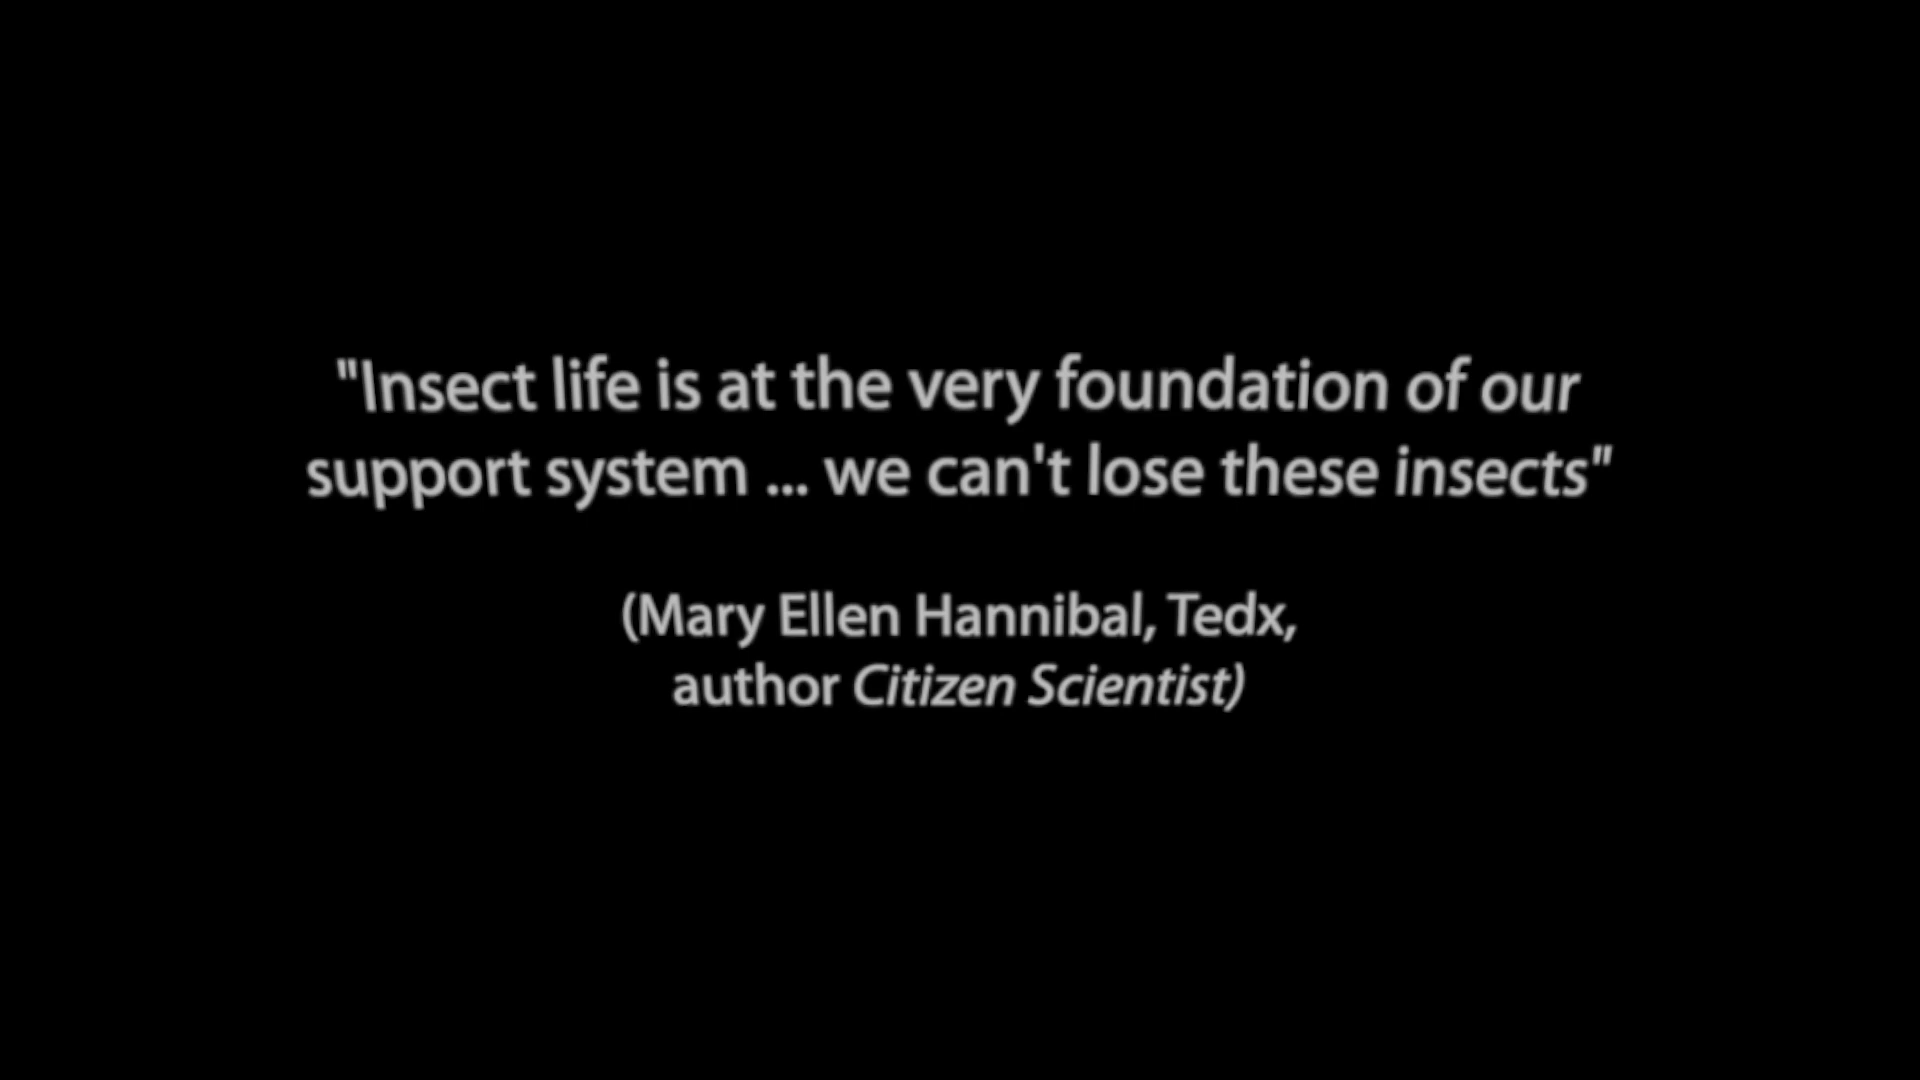 "Insect life is at the very foundation of our
support system ... we can't lose these insects"
(Mary Ellen Hannibal, Tedx,
author Citizen Scientist)